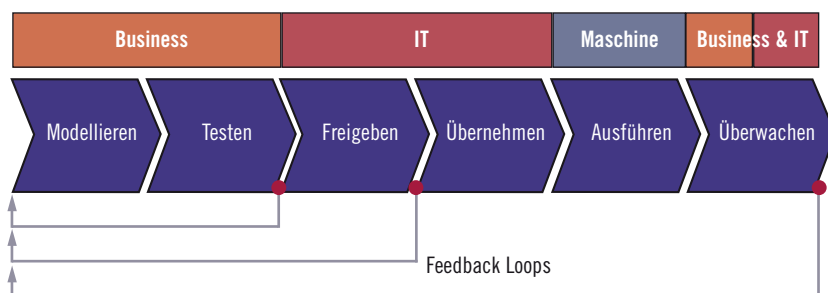 Business
IT
Maschine
Business & IT
Modellieren
Testen
Freigeben
Übernehmen
Ausführen
Überwachen
Feedback Loops